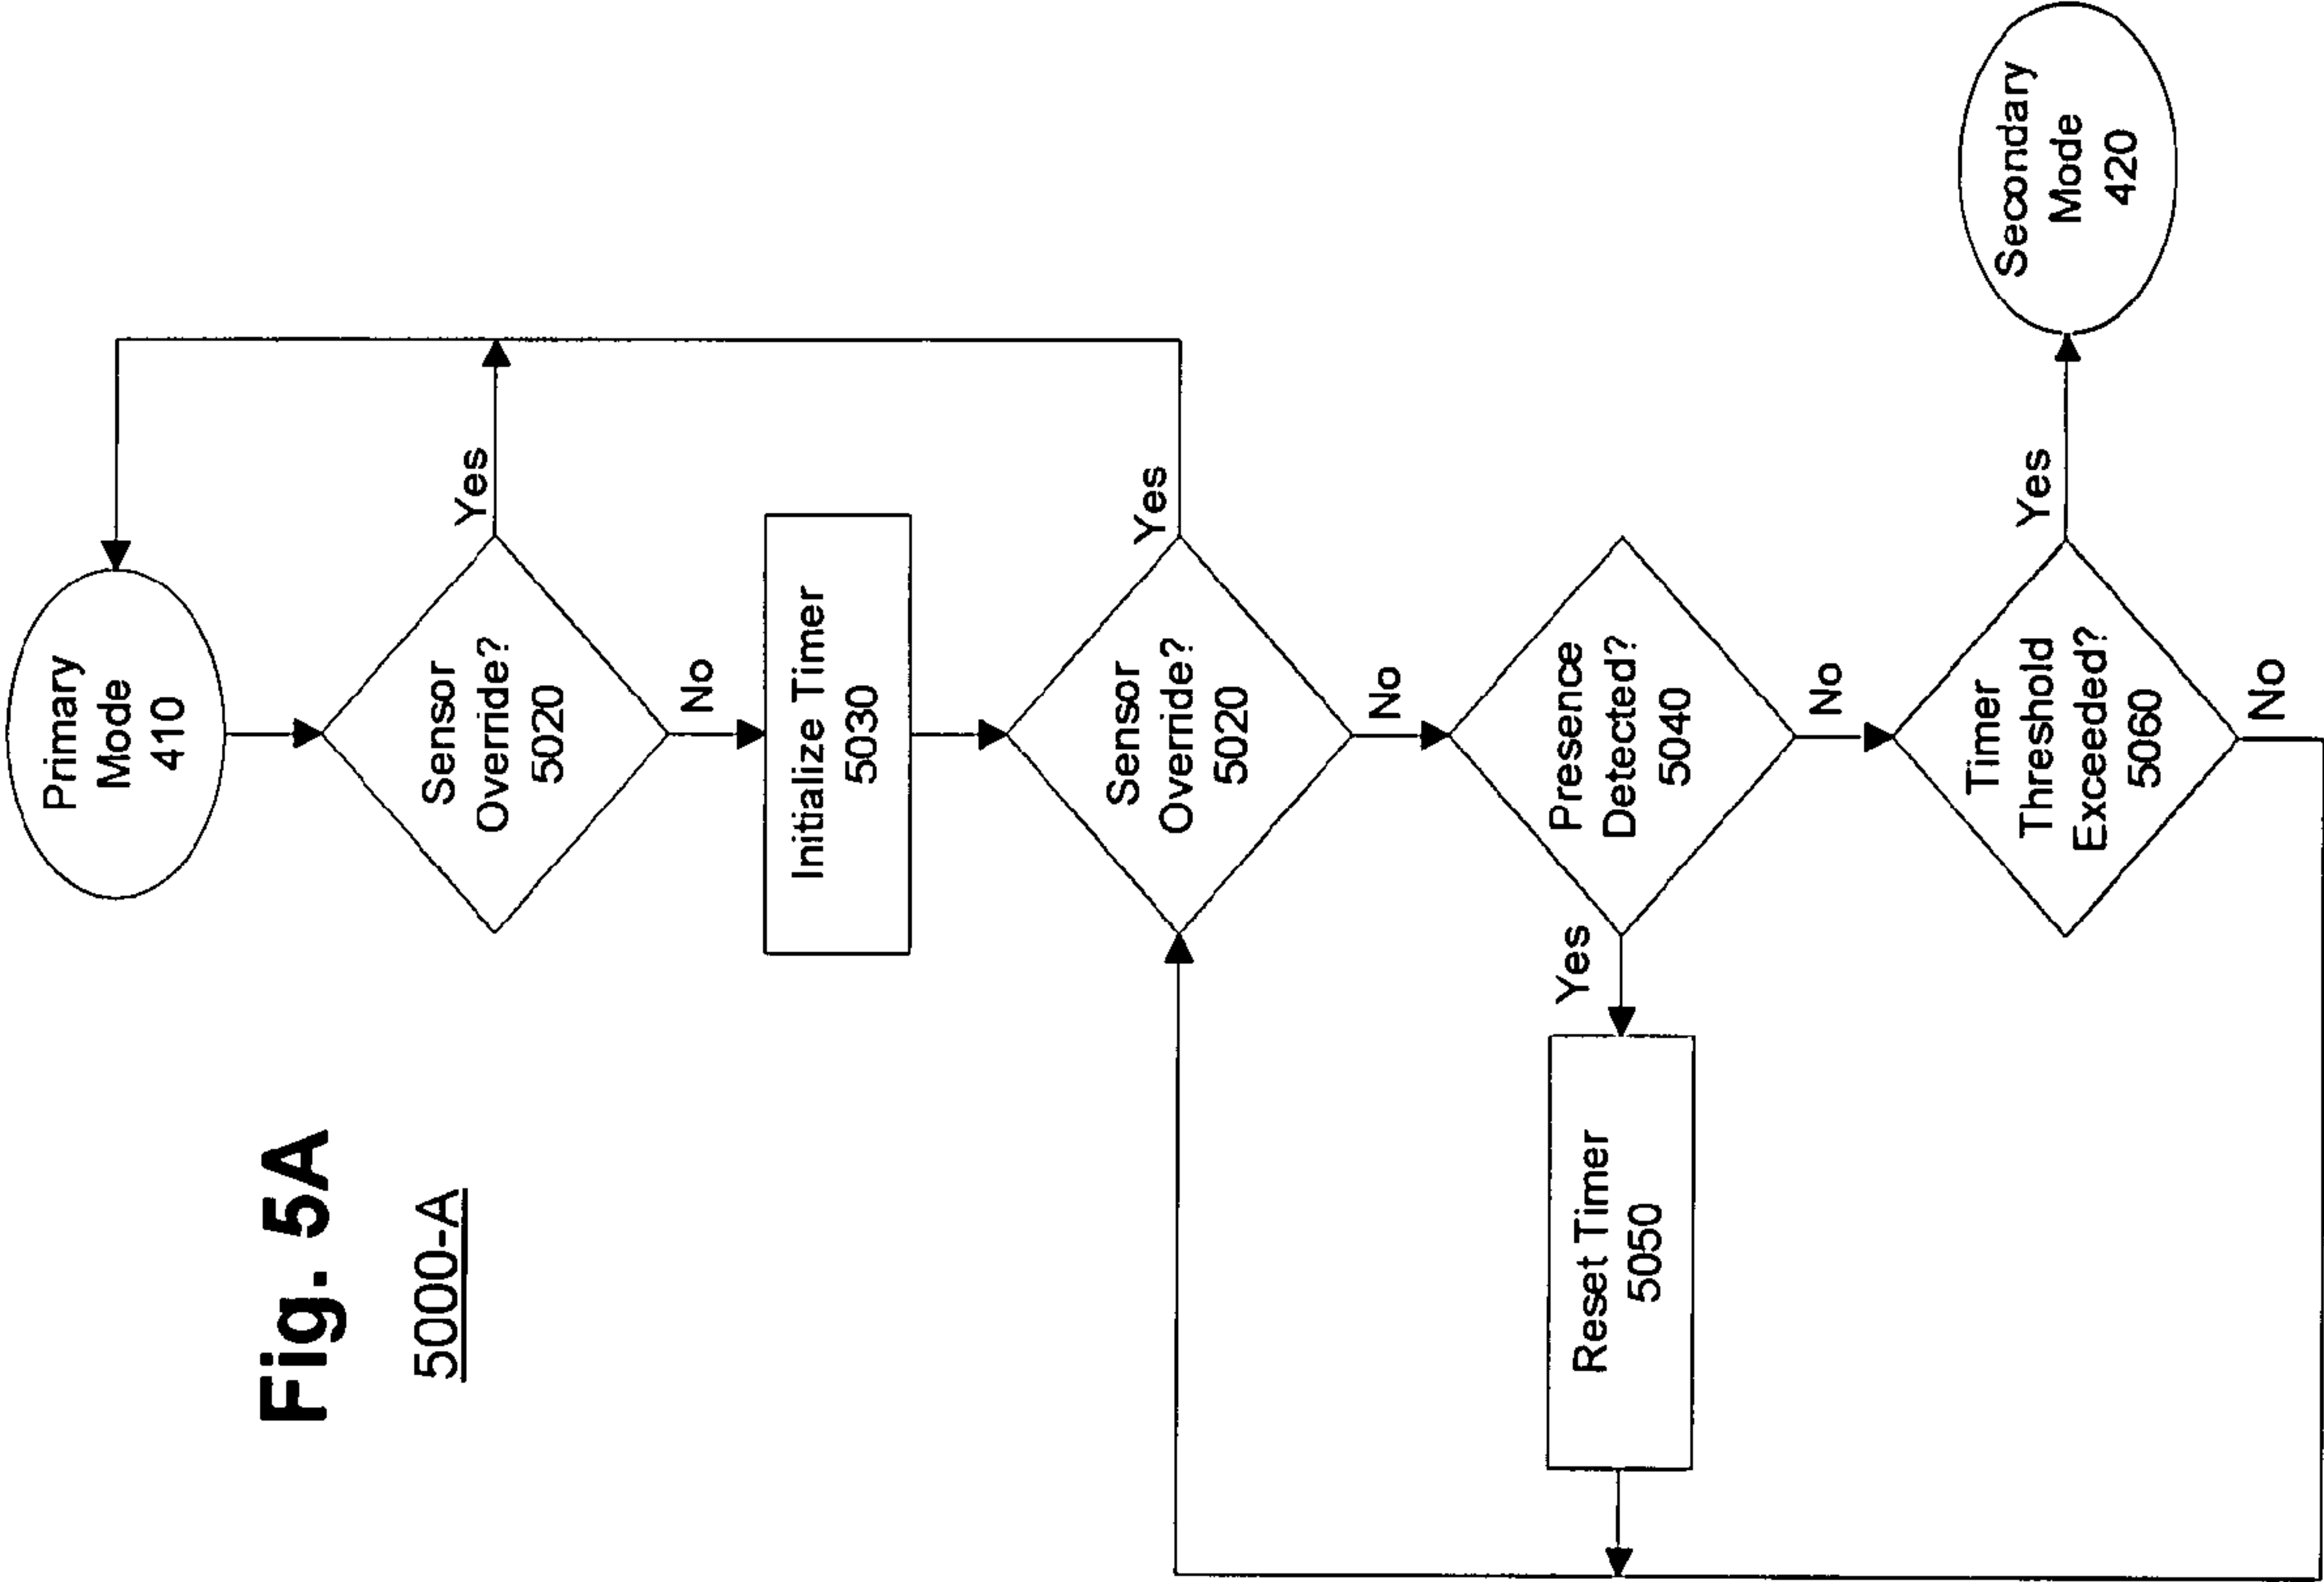 Fig. 5A
5000-A
Primary
Mode
410
Sensor
Override?
5020
Yes
No
Initialize Timer
5030
Sensor
Override?
5020
Yes
No
Presence
Detected?
5040
Yes
No
Reset Timer
5050
Timer
Threshold
Exceeded?
5060
Yes
No
Secondary
Mode
420